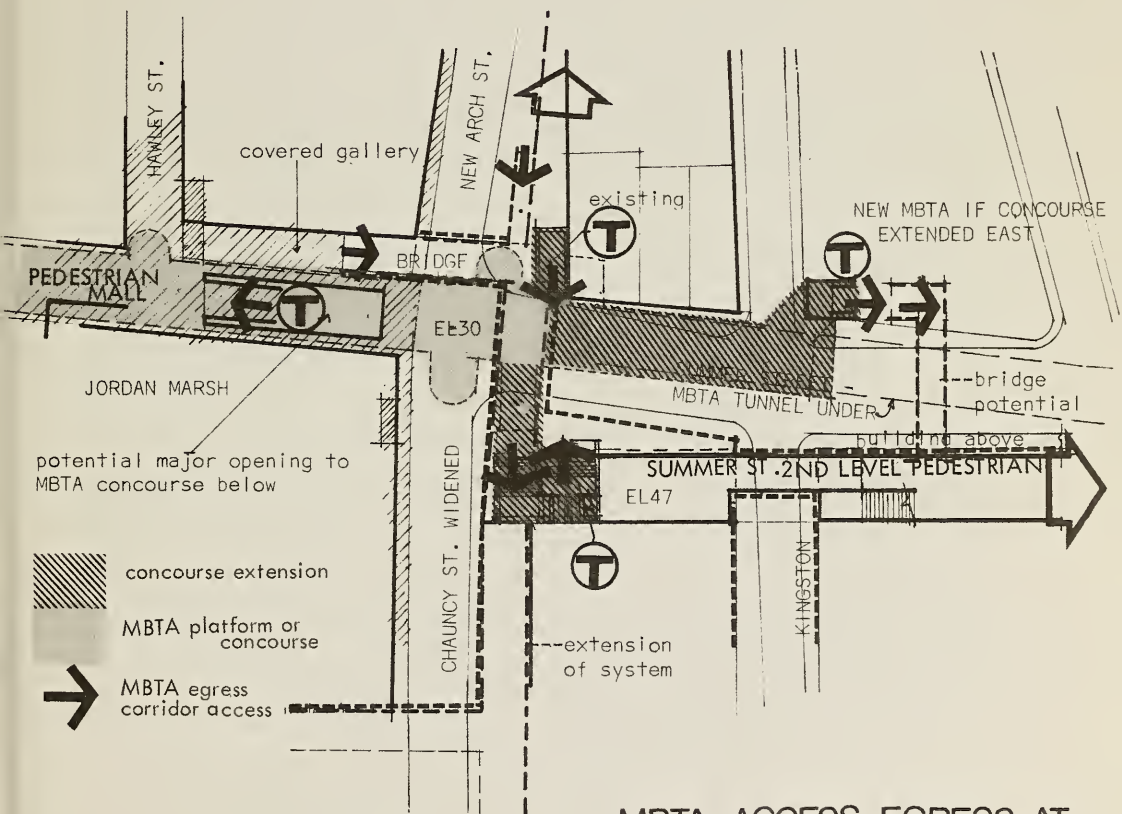 HAWLEY ST.
NEW ARCH ST.
covered gallery
existing
T
NEW MBTA IF CONCOURSE
EXTENDED EAST
T
BRIDGE
PEDESTRIAN
MALL
T
EL30
JORDAN MARSH
MBTA TUNNEL UNDER
bridge
potential
building above
potential major opening to
MBTA concourse below
SUMMER ST. 2ND LEVEL PEDESTRIAN
EL47
CHAUNCY ST. WIDENED
T
KINGSTON
concourse extension
MBTA platform or
concourse
MBTA egress
corridor access
extension
of system
MBTA ACCESS EGRESS AT